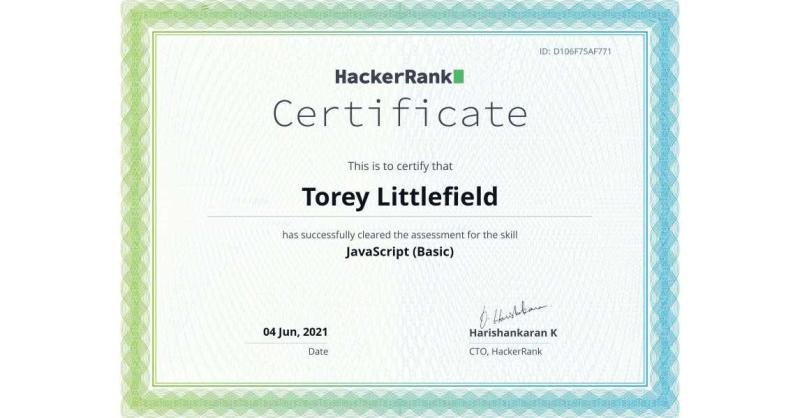 ID: D106F75AF771
HackerRank
Certificate
This is to certify that
Torey Littlefield
has successfully cleared the assessment for the skill
JavaScript (Basic)
04 Jun, 2021
Date
Harishankaran K
CTO, HackerRank